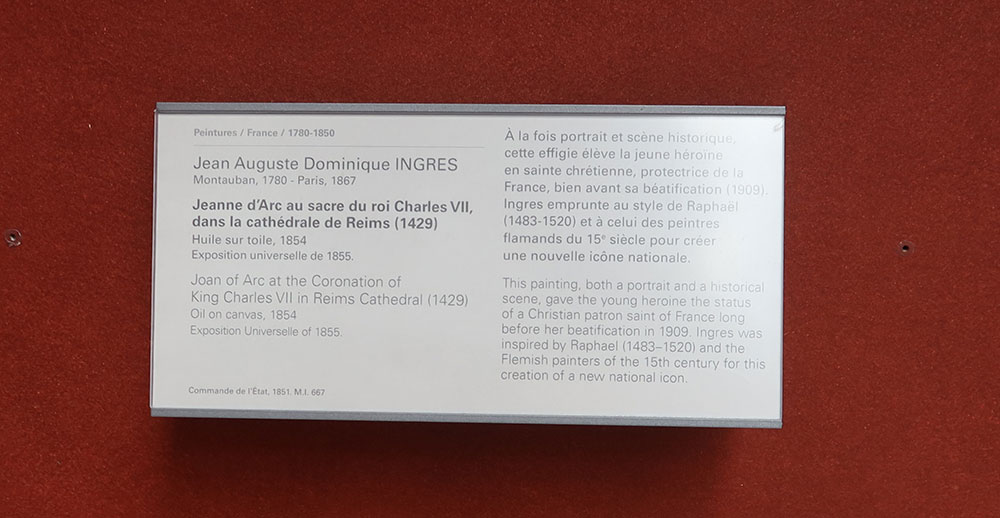 Peintures / France / 1780-1850
Jean Auguste Dominique INGRES
Montauban, 1780 - Paris, 1867
Jeanne d'Arc au sacre du roi Charles VII,
dans la cathédrale de Reims (1429)
Huile sur toile, 1854
Exposition universelle de 1855.
Joan of Arc at the Coronation of
King Charles VII in Reims Cathedral (1429)
Oil on canvas, 1854
Exposition Universelle of 1855.
Commande de l'État, 1851. M.I. 667
À la fois portrait et scène historique,
cette effigie élève la jeune héroïne
en sainte chrétienne, protectrice de la
France, bien avant sa béatification (1909).
Ingres emprunte au style de Raphaël
(1483-1520) et à celui des peintres
flamands du 15e siècle pour créer
une nouvelle icône nationale.
This painting, both a portrait and a historical
scene, gave the young heroine the status
of a Christian patron saint of France long
before her beatification in 1909. Ingres was
inspired by Raphael (1483–1520) and the
Flemish painters of the 15th century for this
creation of a new national icon.